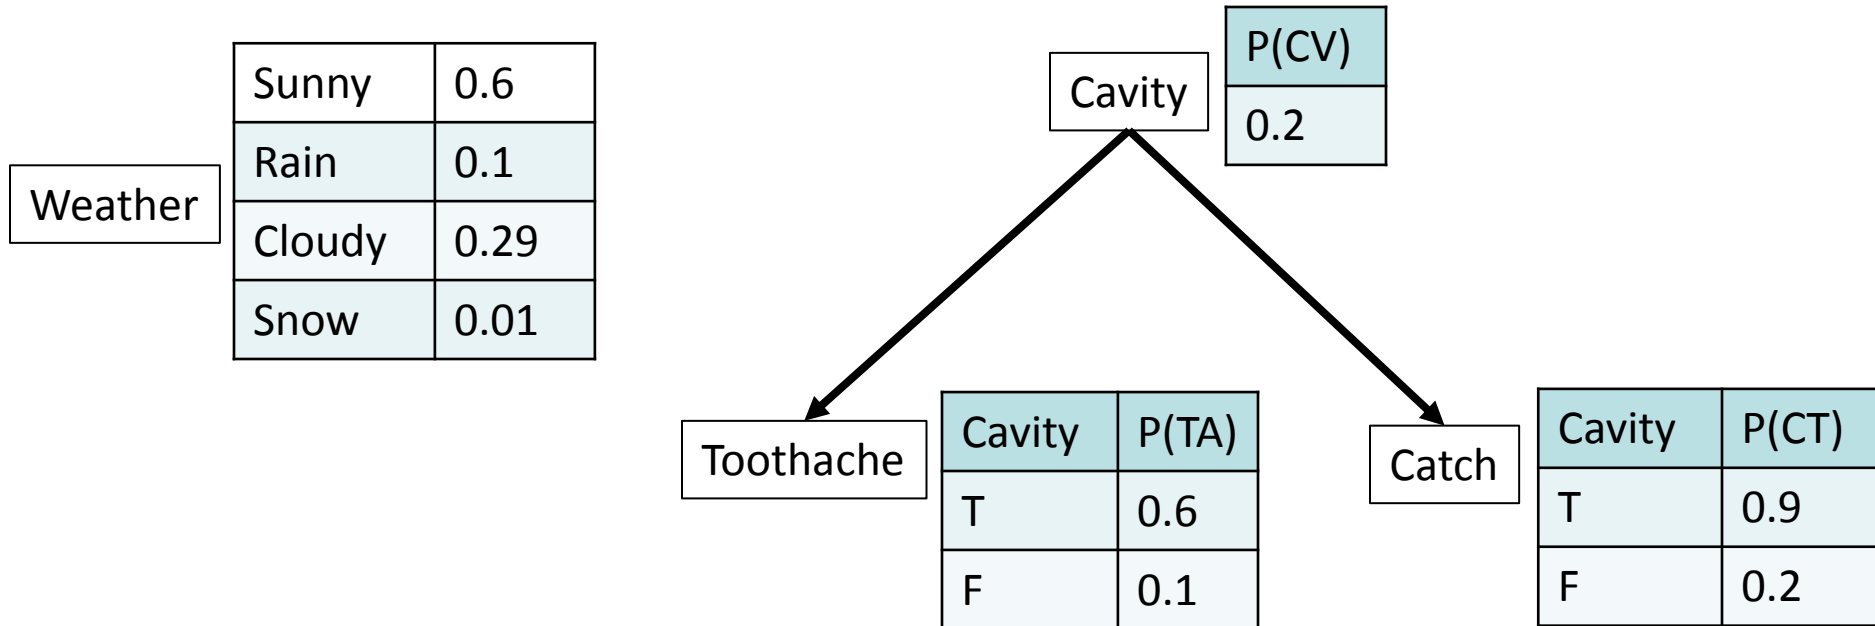 Weather
Sunny 0.6
Rain 0.1
Cloudy 0.29
Snow 0.01
Cavity
P(CV)
0.2
Toothache
Cavity P(TA)
T 0.6
F 0.1
Catch
Cavity P(CT)
T 0.9
F 0.2